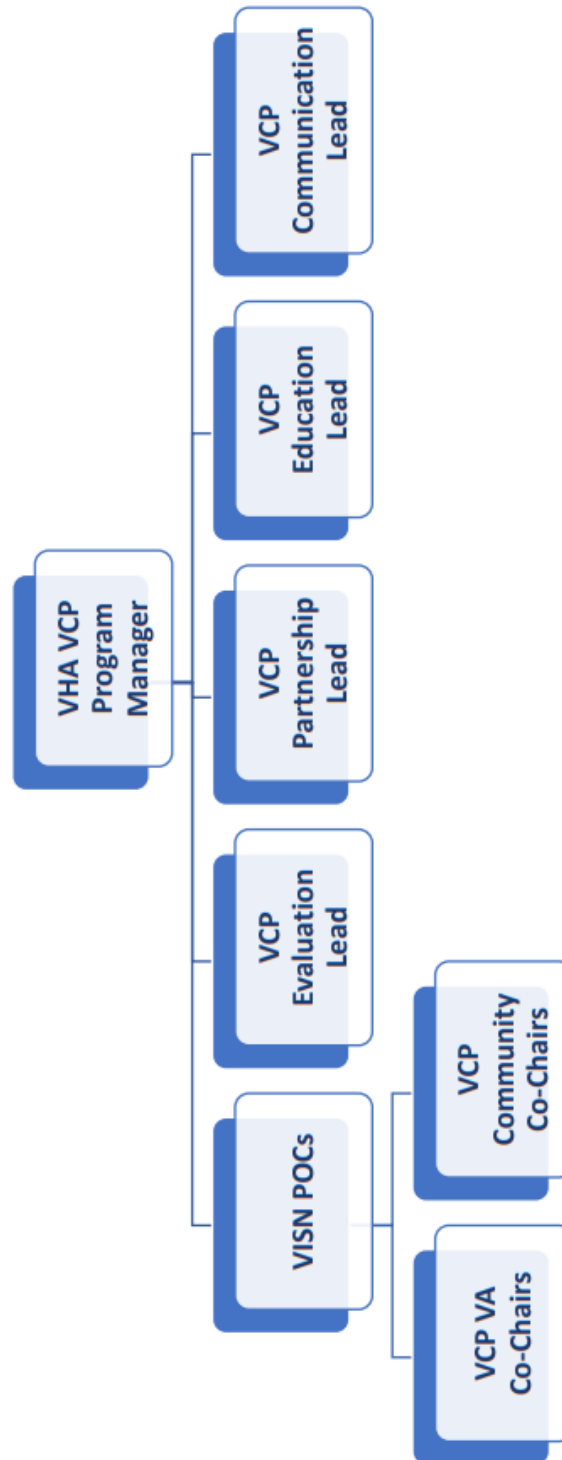 VHA VCP
Program
Manager
VISN POCs
VCP
Evaluation
Lead
VCP
Partnership
Lead
VCP
Education
Lead
VCP
Communication
Lead
VCP VA
Co-Chairs
VCP
Community
Co-Chairs